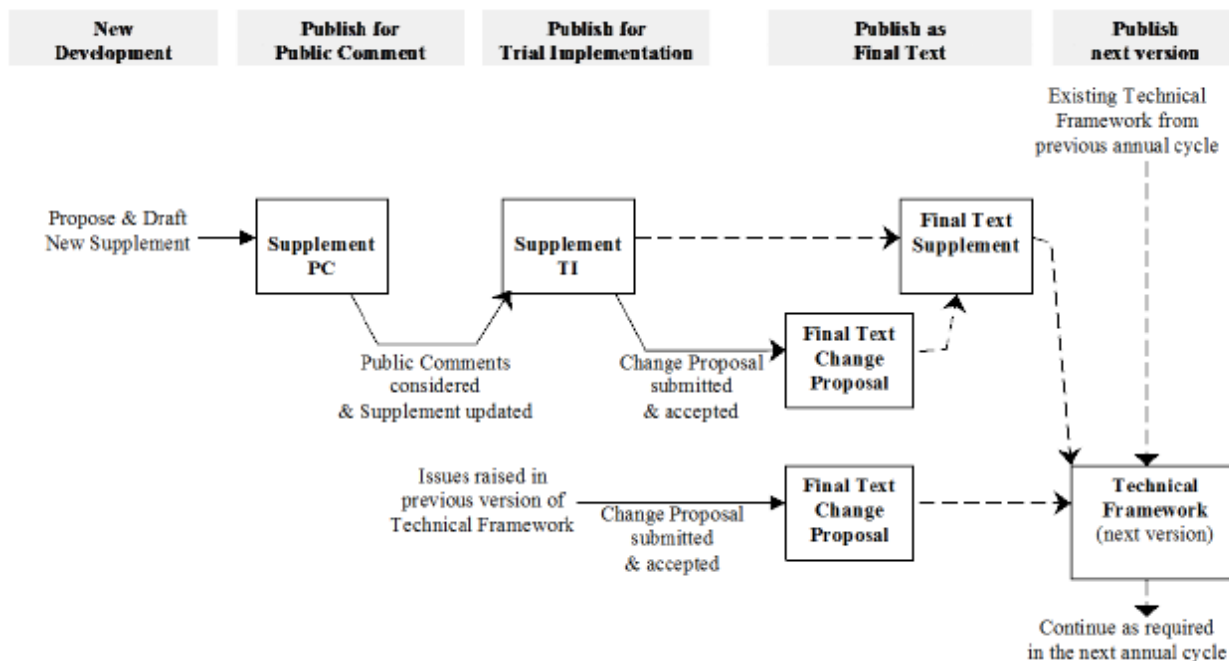 New
Development
Publish for
Public Comment
Publish for
Trial Implementation
Publish as
Final Text
Publish
next version
Existing Technical
Framework from
previous annual cycle
Propose & Draft
New Supplement
Supplement
PC
Supplement
TI
Final Text
Supplement
Public Comments
considered
& Supplement updated
Change Proposal
submitted
& accepted
Final Text
Change
Proposal
Issues raised in
previous version of
Technical Framework
Change Proposal
submitted
& accepted
Final Text
Change
Proposal
Technical
Framework
(next version)
Continue as required
in the next annual cycle